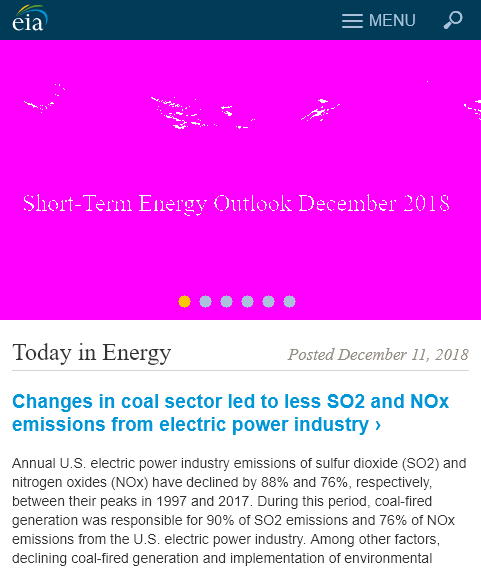 eia
MENU
Short-Term Energy Outlook December 2018
Today in Energy
Posted December 11, 2018
Changes in coal sector led to less SO2 and NOx
emissions from electric power industry ›
Annual U.S. electric power industry emissions of sulfur dioxide (SO2) and
nitrogen oxides (NOx) have declined by 88% and 76%, respectively,
between their peaks in 1997 and 2017. During this period, coal-fired
generation was responsible for 90% of SO2 emissions and 76% of NOx
emissions from the U.S. electric power industry. Among other factors,
declining coal-fired generation and implementation of environmental